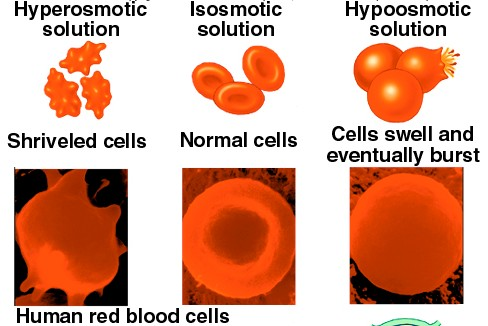 Hyperosmotic
solution
Isosmotic
solution
Hypoosmotic
solution
Shriveled cells
Normal cells
Cells swell and
eventually burst
Human red blood cells